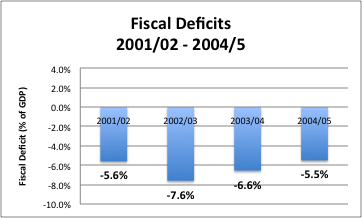 Fiscal Deficits
2001/02 - 2004/5
Fiscal Deficit (% of GDP)
4.0%
2.0%
0.0%
-2.0%
-4.0%
-6.0%
-8.0%
-10.0%
2001/02 2002/03 2003/04 2004/05
-5.6% -7.6% -6.6% -5.5%